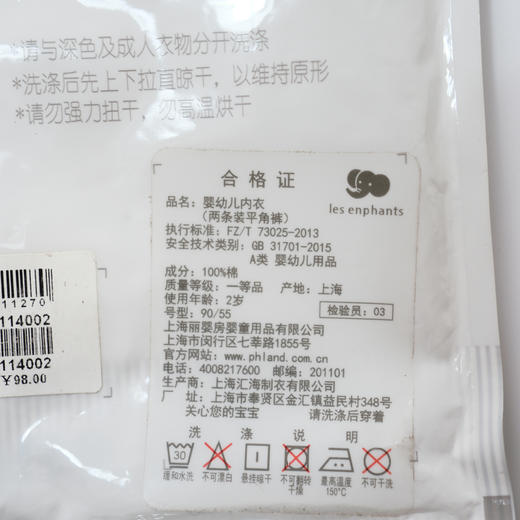 *请与深色及成人衣物分开洗涤
*洗涤后先上下拉直晾干，以维持原形
*请勿强力扭干，勿高温烘干
合格证
les enphants
品名：婴幼儿内衣
（两条装平角裤）
执行标准：FZ/T 73025-2013
安全技术类别：GB 31701-2015
A类 婴幼儿用品
成分：100%棉
质量等级：一等品 产地：上海
使用年龄：2岁
检验员：03
号型：90/55
上海丽婴房婴童用品有限公司
上海市闵行区七莘路1855号
官方网站：www.phland.com.cn
电话：4008217600 邮编：201101
生产商：上海汇海制衣有限公司
厂 址：上海市奉贤区金汇镇益民村348号
关心您的宝宝 请洗涤后穿着
洗涤说明
30
缓和水洗 不可漂白 悬挂晾干 不可翻转干燥 最高温度150℃ 不可干洗
11270
114002
114002
￥98.00